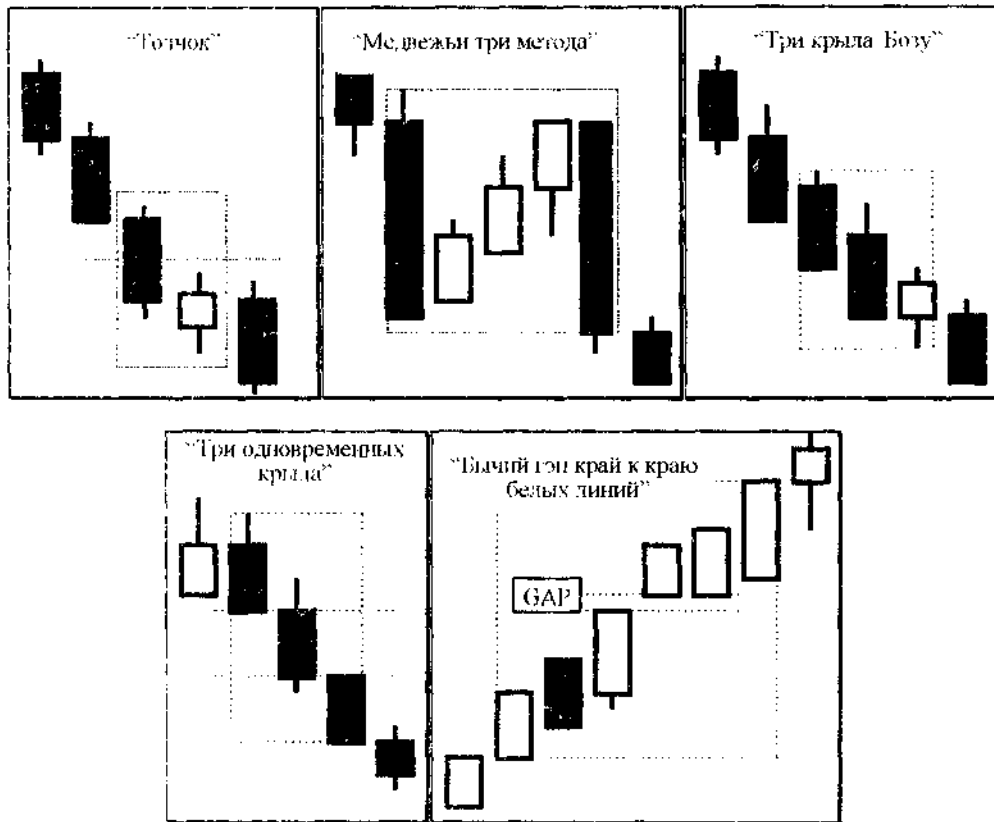 “Толчок”
“Медвежьи три метода”
“Три крыла Бозу”
“Три одновременных
крыла”
“Бычий гэп край к краю
белых линий”
GAP